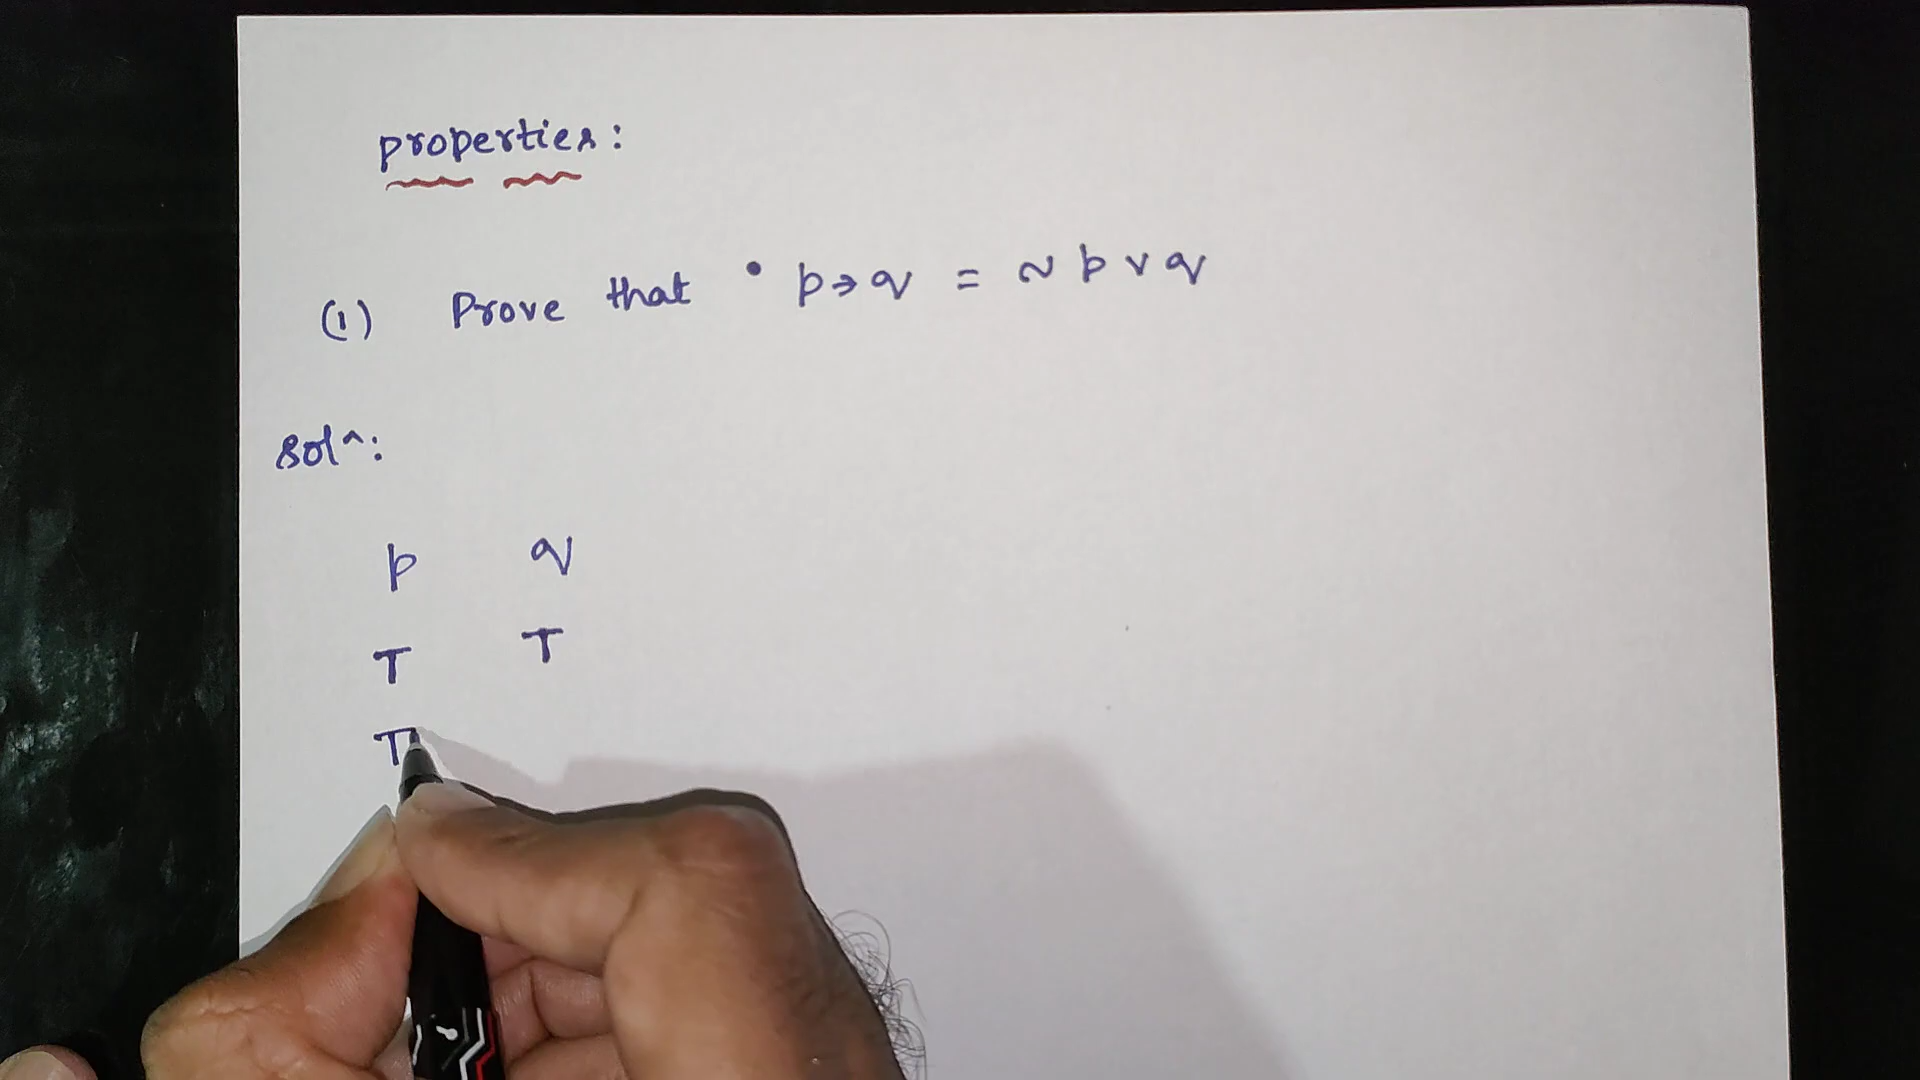 properties:
(1) Prove that • p→q = ~p∨q
Sol^:
p q
T T
T